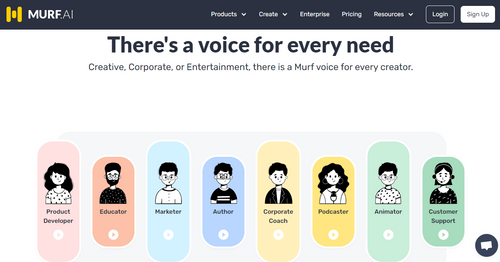 MURF.AI
Products
Create
Enterprise
Pricing
Resources
Login
Sign Up
There's a voice for every need
Creative, Corporate, or Entertainment, there is a Murf voice for every creator.
Product
Developer
Educator
Marketer
Author
Corporate
Coach
Podcaster
Animator
Customer
Support